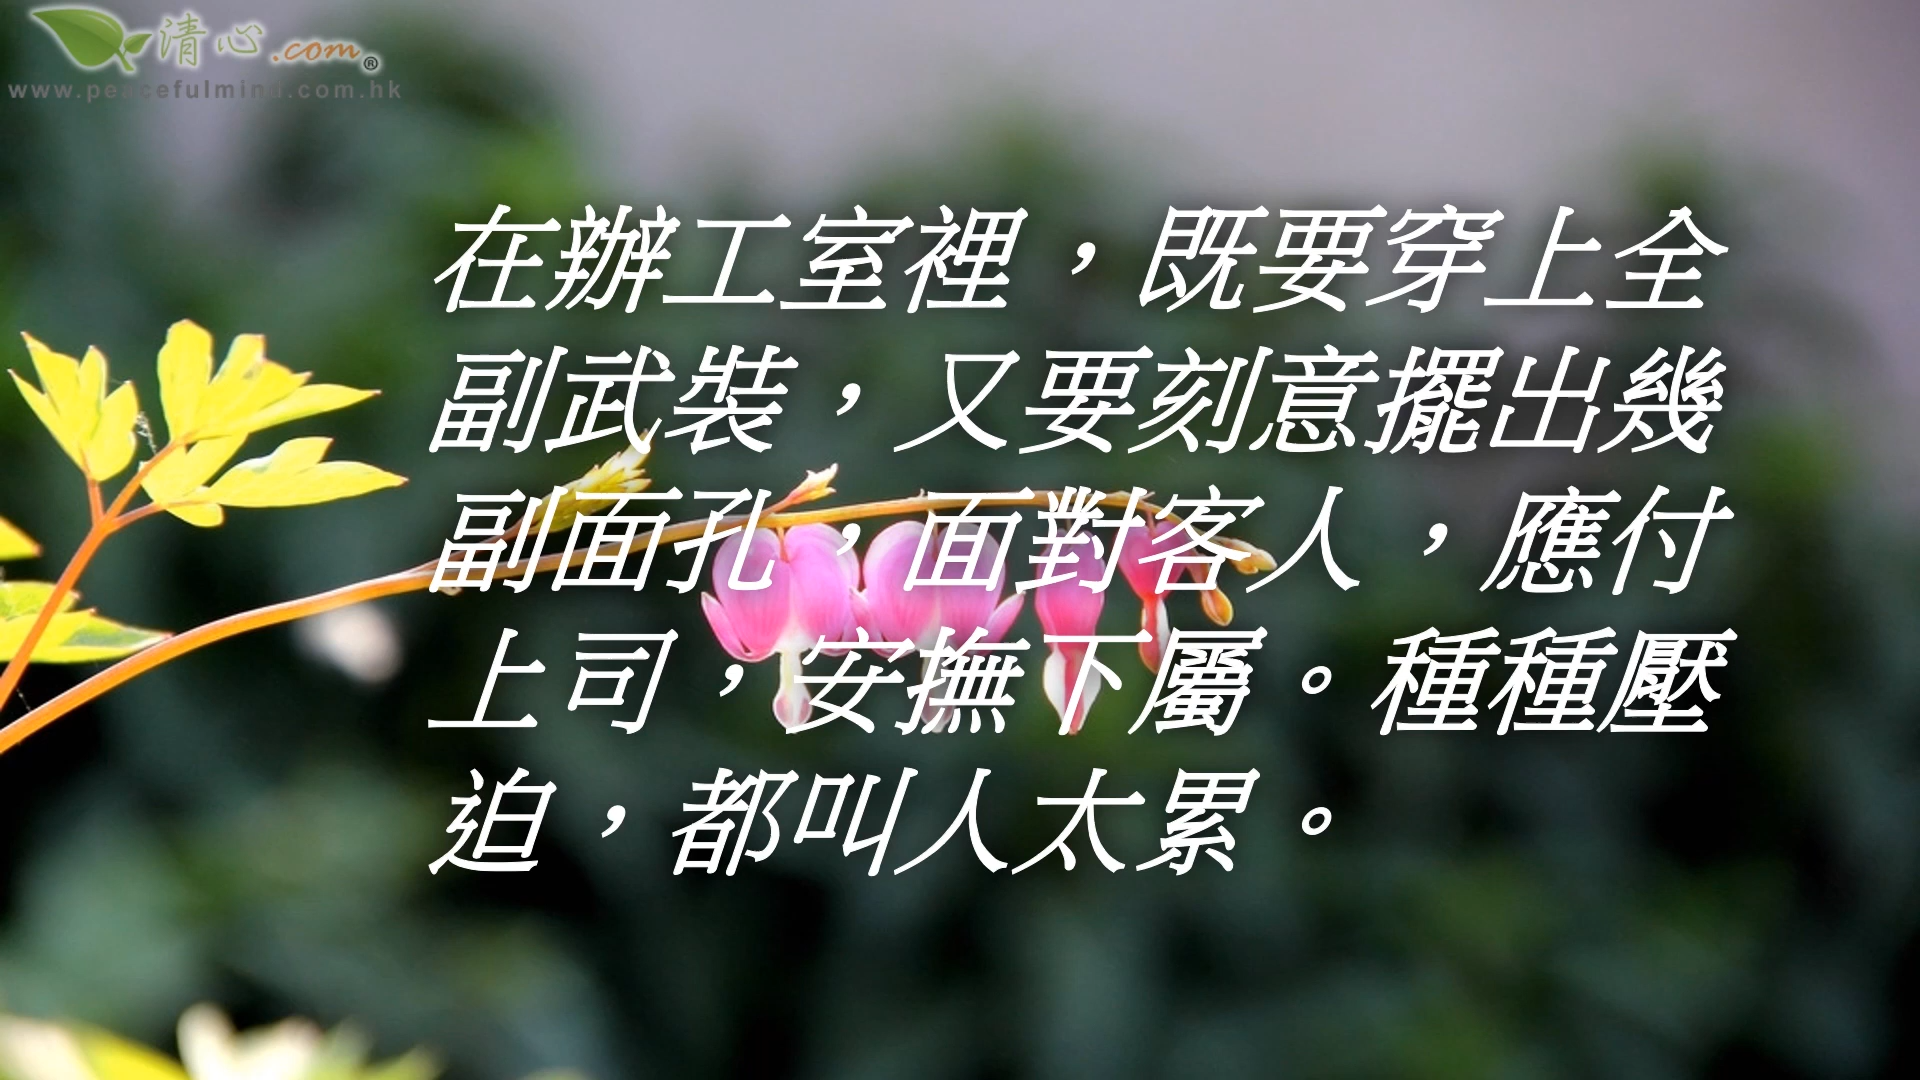 清心.com®
www.peacefulmind.com.hk
在辦工室裡，既要穿上全
副武裝，又要刻意擺出幾
副面孔，面對客人，應付
上司，安撫下屬。種種壓
迫，都叫人太累。